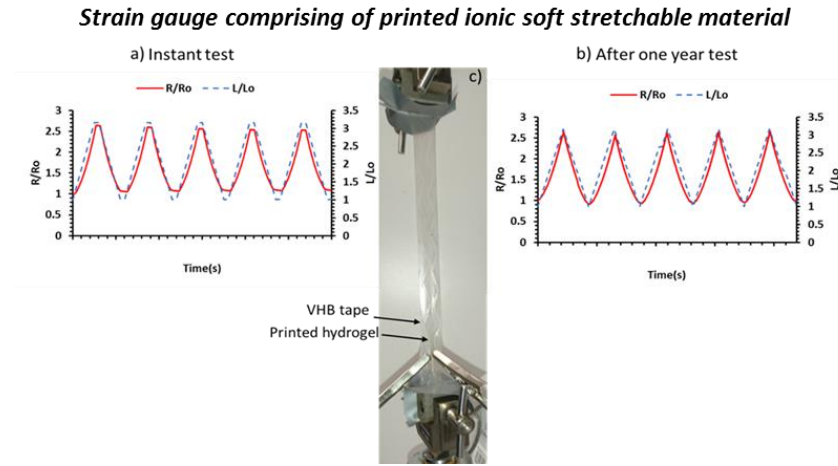 Strain gauge comprising of printed ionic soft stretchable material
a) Instant test
b) After one year test
c)
R/Ro L/Lo
3
2.5
2
1.5
1
0.5
0
R/Ro
3.5
3
2.5
2
1.5
1
0.5
0
L/Lo
Time(s)
R/Ro L/Lo
3
2.5
2
1.5
1
0.5
0
R/Ro
3.5
3
2.5
2
1.5
1
0.5
0
L/Lo
Time(s)
VHB tape
Printed hydrogel